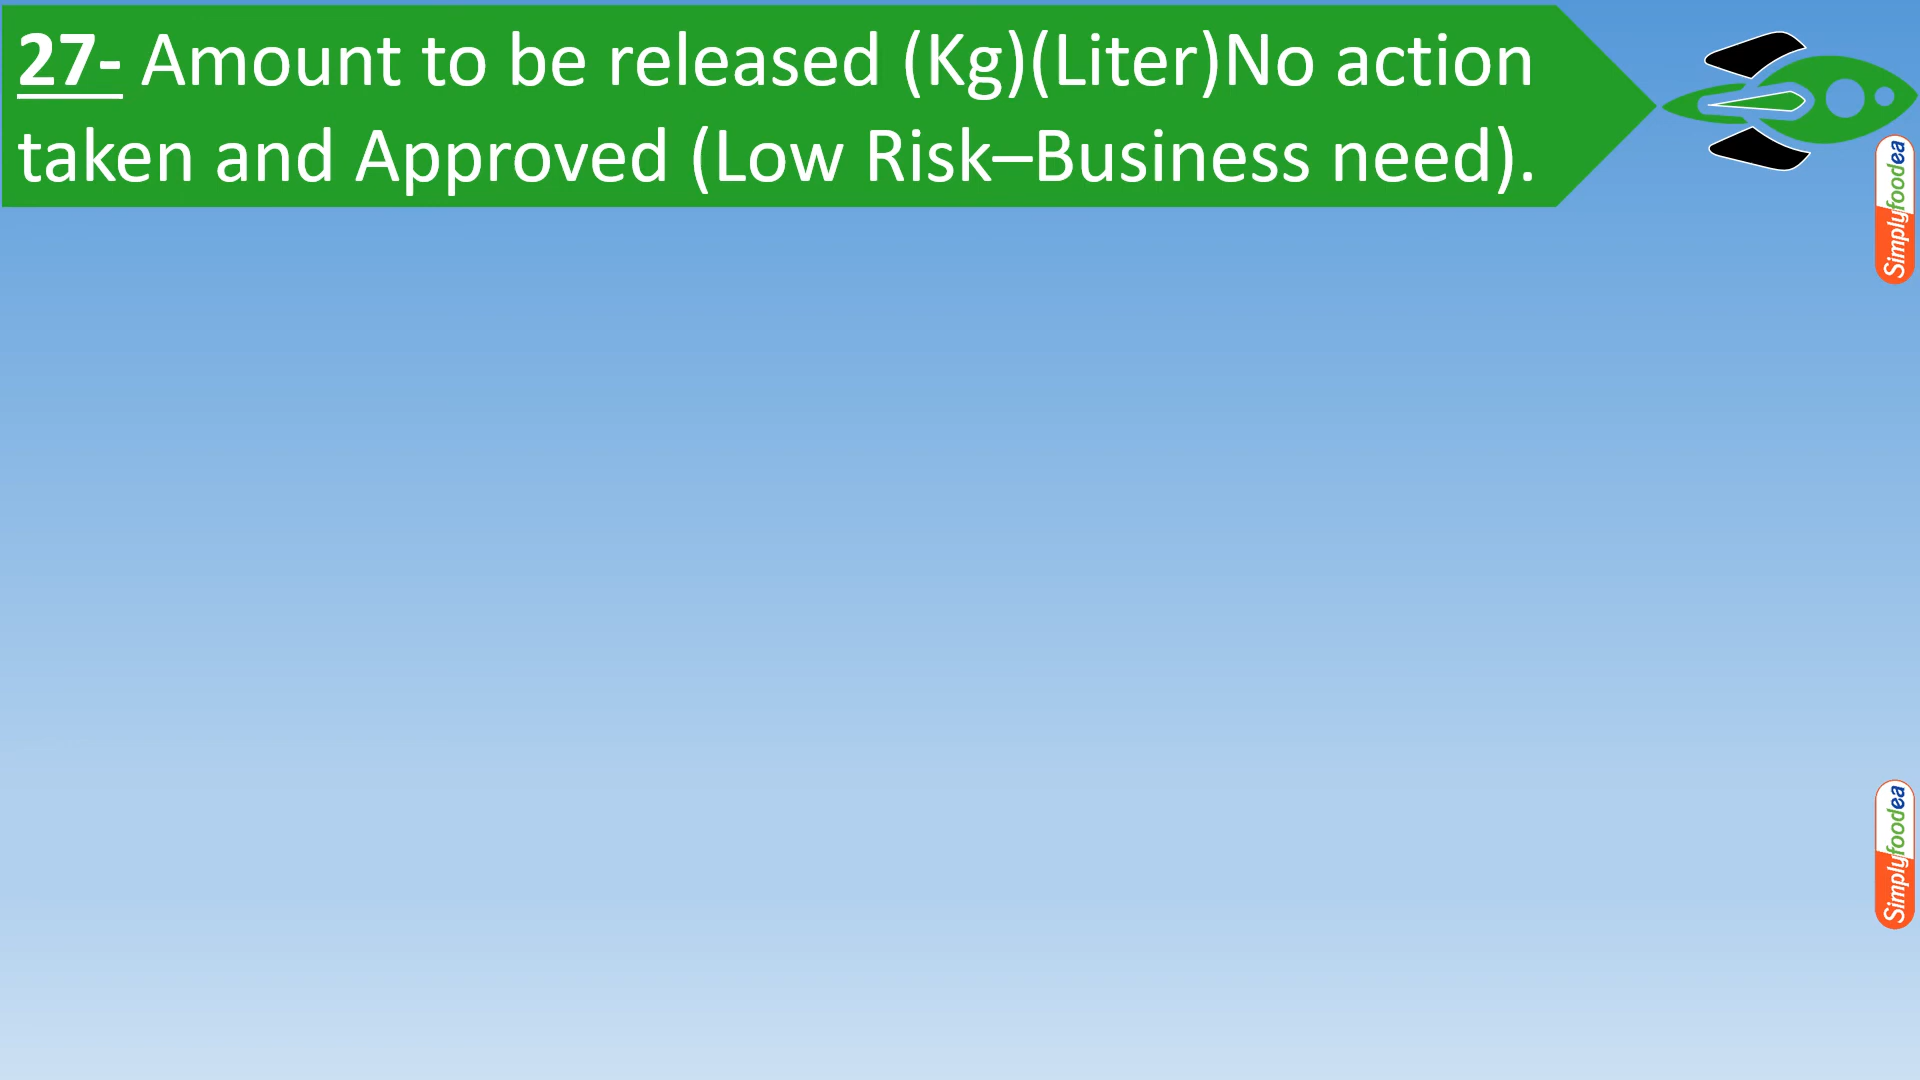 27- Amount to be released (Kg)(Liter)No action
taken and Approved (Low Risk–Business need).
Simplyfoodea
Simplyfoodea